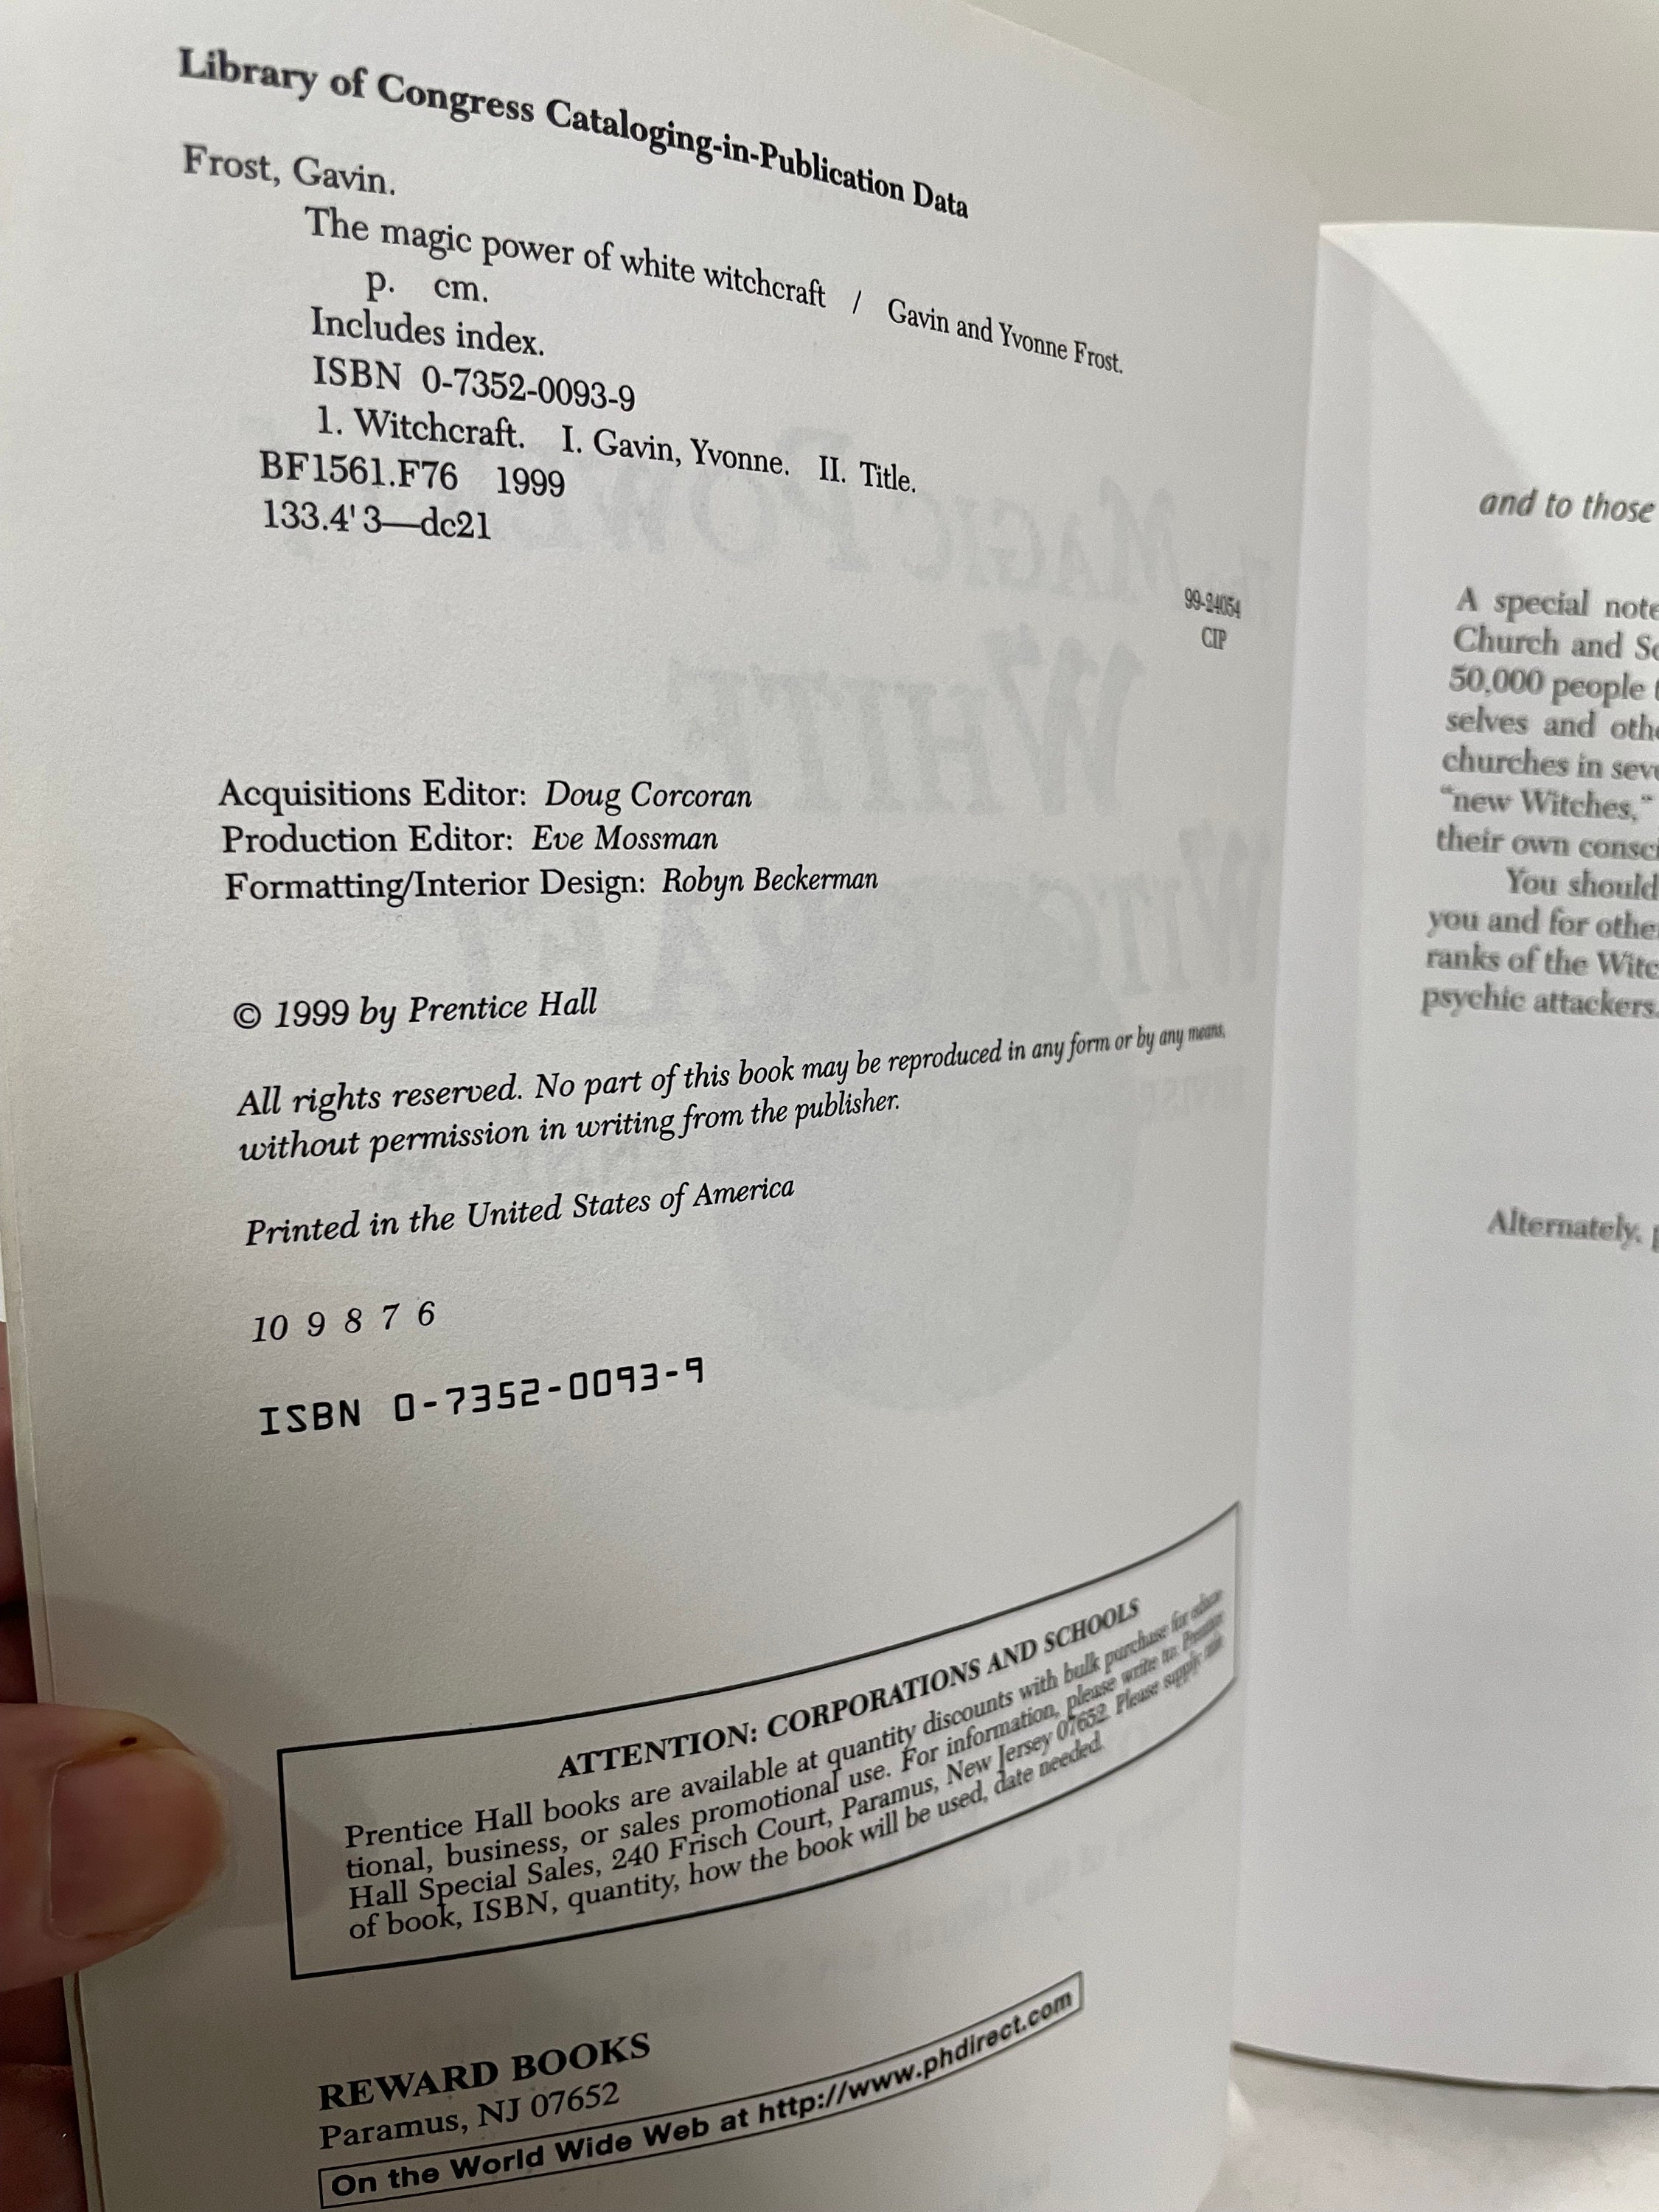 Library of Congress Cataloging-in-Publication Data
Frost, Gavin.
The magic power of white witchcraft / Gavin and Yvonne Frost.
p. cm.
Includes index.
ISBN 0-7352-0093-9
1. Witchcraft. I. Gavin, Yvonne. II. Title.
BF1561.F76 1999
133.4'3—dc21
99-24054
CIP
Acquisitions Editor: Doug Corcoran
Production Editor: Eve Mossman
Formatting/Interior Design: Robyn Beckerman
© 1999 by Prentice Hall
All rights reserved. No part of this book may be reproduced in any form or by any means,
without permission in writing from the publisher.
Printed in the United States of America
10 9 8 7 6
ISBN 0-7352-0093-9
ATTENTION: CORPORATIONS AND SCHOOLS
Prentice Hall books are available at quantity discounts with bulk purchase for educa-
tional, business, or sales promotional use. For information, please write to: Prentice
Hall Special Sales, 240 Frisch Court, Paramus, New Jersey 07652. Please supply: title
of book, ISBN, quantity, how the book will be used, date needed.
REWARD BOOKS
Paramus, NJ 07652
On the World Wide Web at http://www.phdirect.com
and to those
A special note
Church and
50,000 people
selves and
churches in
"new Witches,"
their own
You should
you and for
ranks of the
psychic attackers.
Alternately,